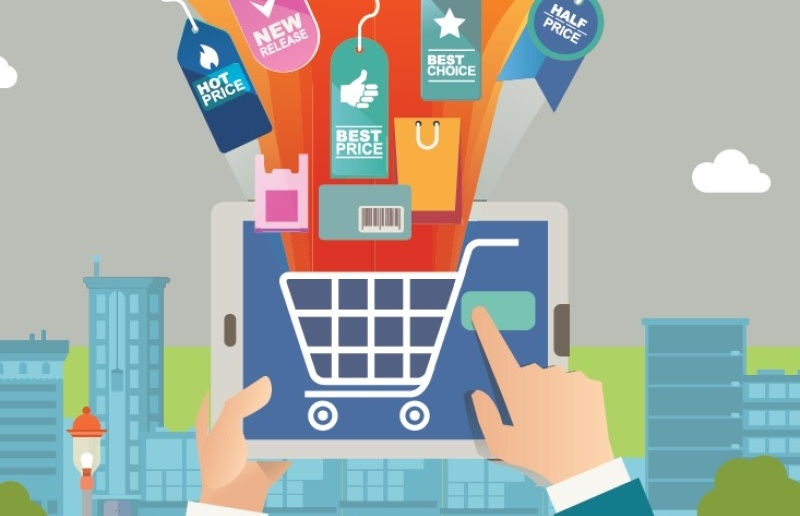 HOT
PRICE
NEW
RELEASE
BEST
PRICE
BEST
CHOICE
HALF
PRICE